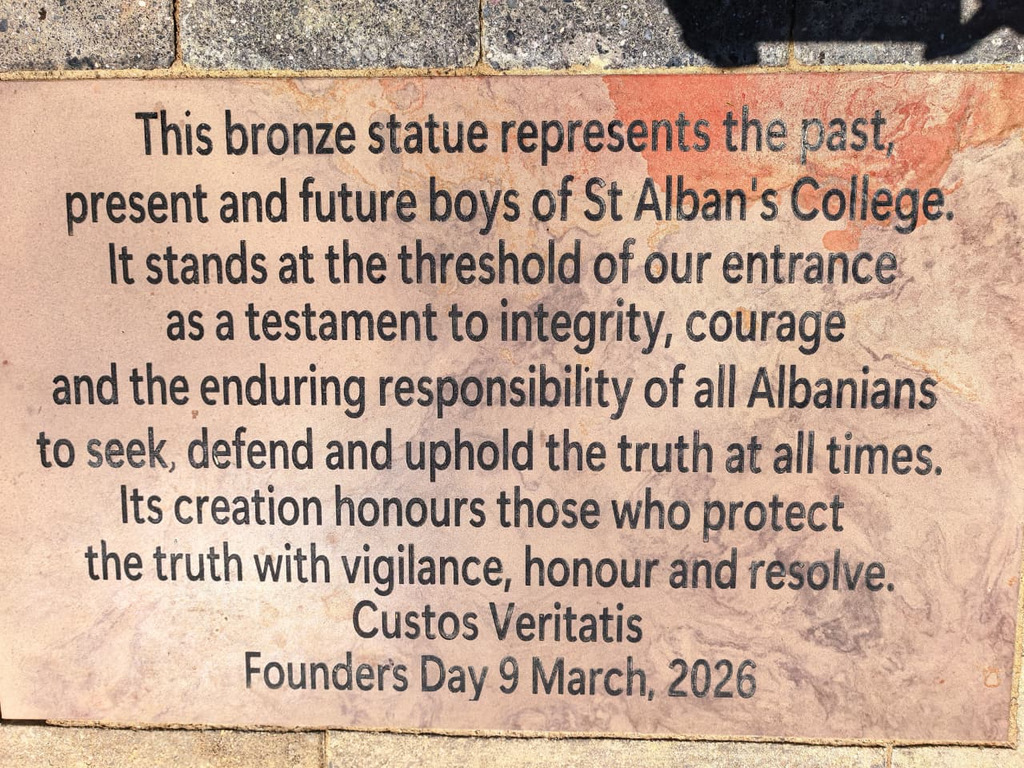 This bronze statue represents the past,
present and future boys of St Alban's College.
It stands at the threshold of our entrance
as a testament to integrity, courage
and the enduring responsibility of all Albanians
to seek, defend and uphold the truth at all times.
Its creation honours those who protect
the truth with vigilance, honour and resolve.
Custos Veritatis
Founders Day 9 March, 2026